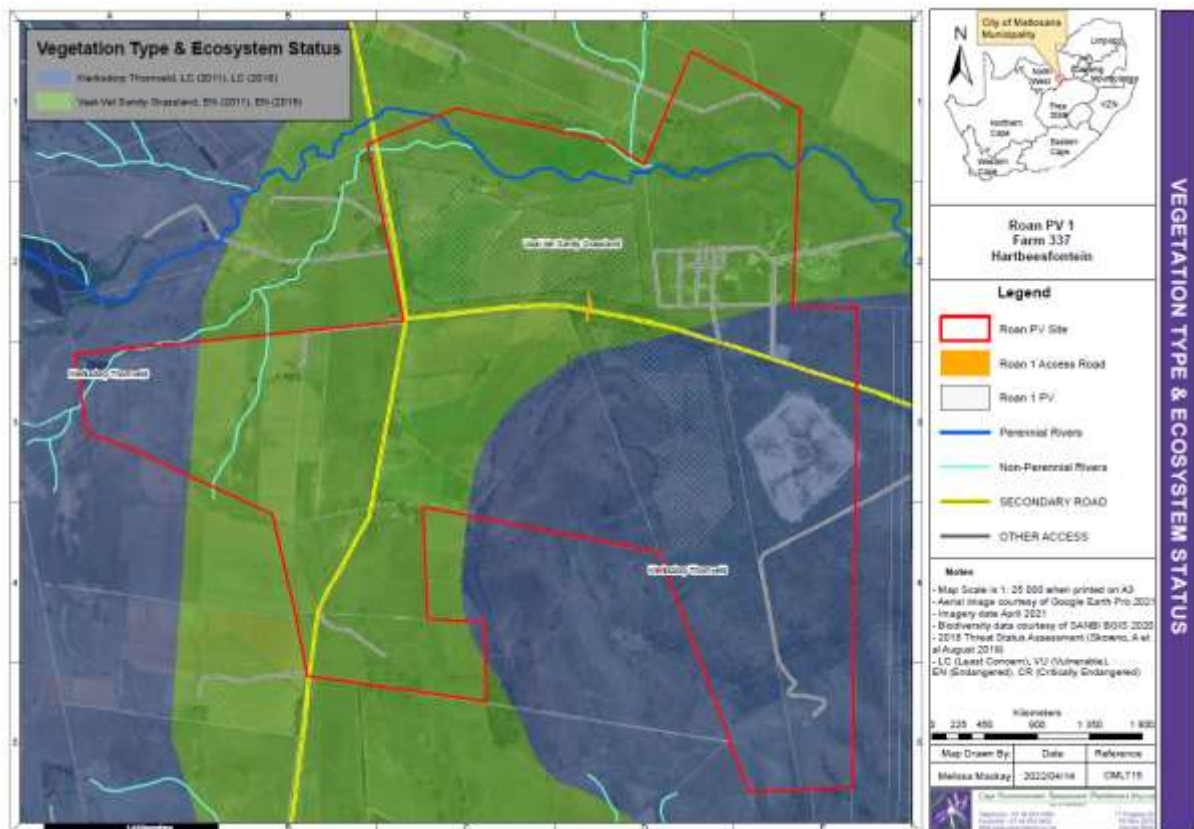 Vegetation Type & Ecosystem Status
Klerksdorp Thornveld, LC (2011), LC (2018)
Vaal-Vet Sandy Grassland, EN (2011), EN (2018)
A B C D E
1 1
2 2
3 3
4 4
5 5
Vaal-Vet Sandy Grassland
Klerksdorp Thornveld
Klerksdorp Thornveld
N
City of Matlosana
Municipality
Limpopo
North
West
Mpumalanga
Free
State
KZN
Northern
Cape
Eastern
Cape
Western
Cape
Roan PV 1
Farm 337
Hartbeesfontein
Legend
Roan PV Site
Roan 1 Access Road
Roan 1 PV
Perennial Rivers
Non-Perennial Rivers
SECONDARY ROAD
OTHER ACCESS
Notes
- Map Scale is 1: 25 000 when printed on A3
- Aerial image courtesy of Google Earth Pro 2021
- Imagery date April 2021
- Biodiversity data courtesy of SANBI BGIS 2020
- 2018 Threat Status Assessment (Skowno, A et
al August 2019)
- LC (Least Concern), VU (Vulnerable),
EN (Endangered), CR (Critically Endangered)
Kilometers
0 225 450 900 1 350 1 800
Map Drawn By: Date Reference
Melissa Mackay 2022/04/14
VEGETATION TYPE & ECOSYSTEM STATUS